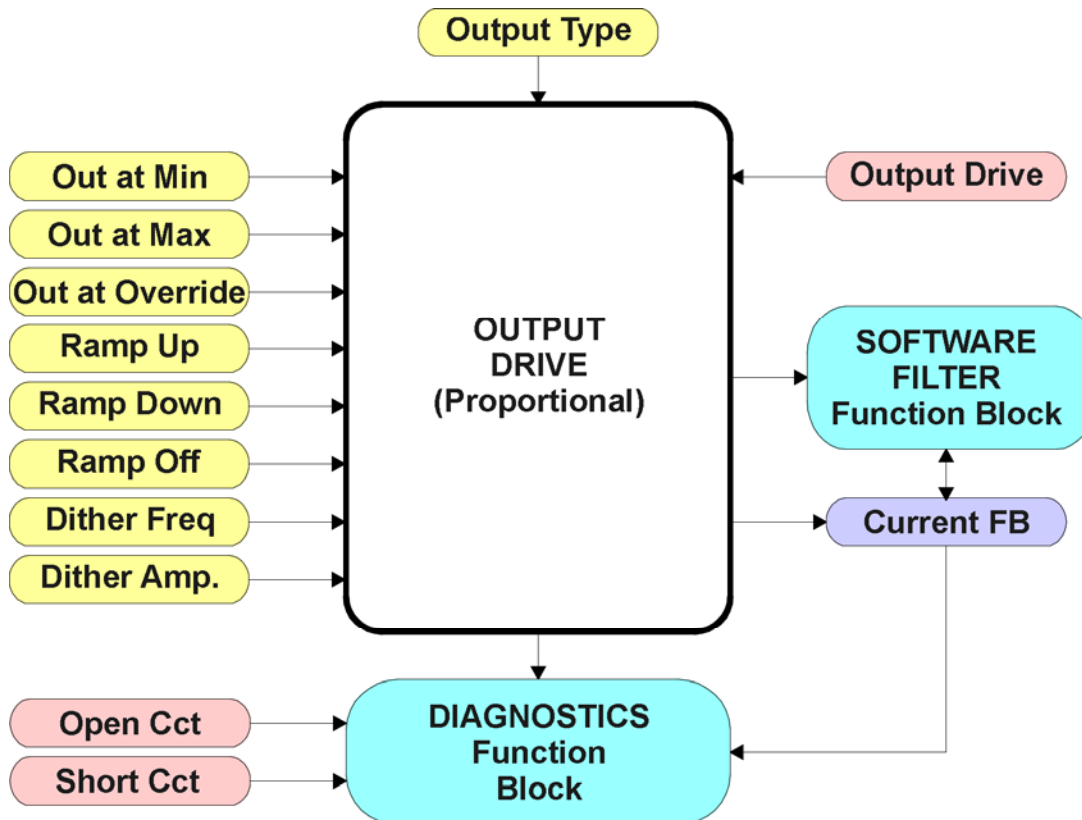 Output Type
Out at Min
Out at Max
Out at Override
Ramp Up
Ramp Down
Ramp Off
Dither Freq
Dither Amp.
OUTPUT
DRIVE
(Proportional)
Output Drive
SOFTWARE
FILTER
Function Block
Current FB
Open Cct
Short Cct
DIAGNOSTICS
Function
Block